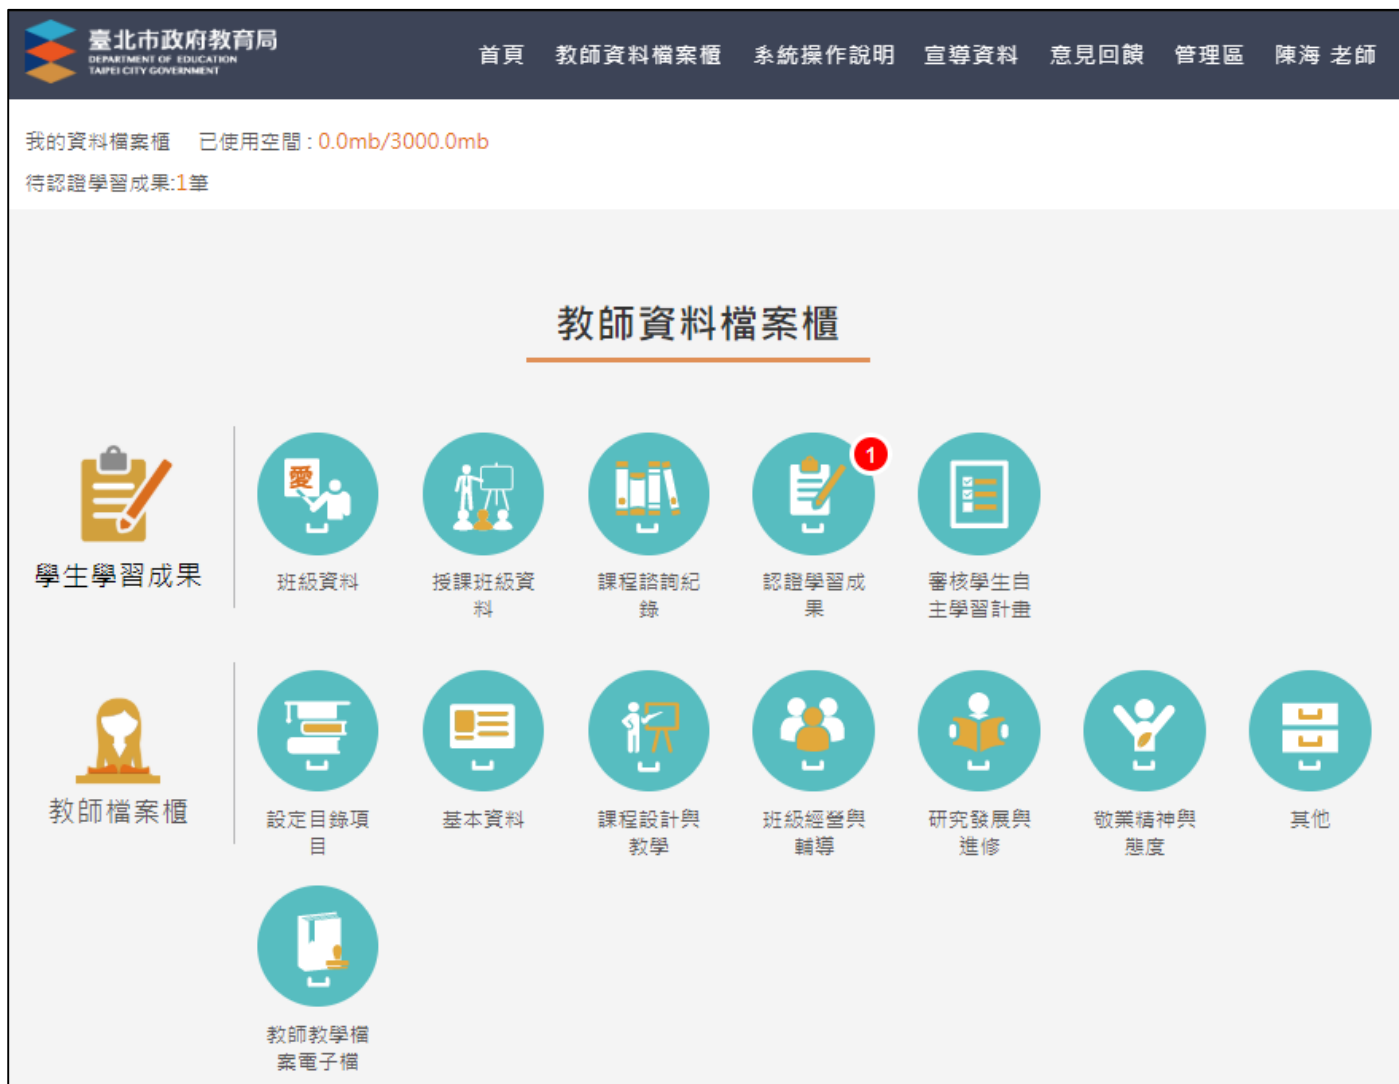 臺北市政府教育局
DEPARTMENT OF EDUCATION
TAIPEI CITY GOVERNMENT
首頁 教師資料檔案櫃 系統操作說明 宣導資料 意見回饋 管理區 陳海 老師
我的資料檔案櫃 已使用空間 : 0.0mb/3000.0mb
待認證學習成果:1筆
教師資料檔案櫃
學生學習成果
愛
1
班級資料
授課班級資
料
課程諮詢紀
錄
認證學習成
果
審核學生自
主學習計畫
教師檔案櫃
設定目錄項
目
基本資料
課程設計與
教學
班級經營與
輔導
研究發展與
進修
敬業精神與
態度
其他
教師教學檔
案電子檔